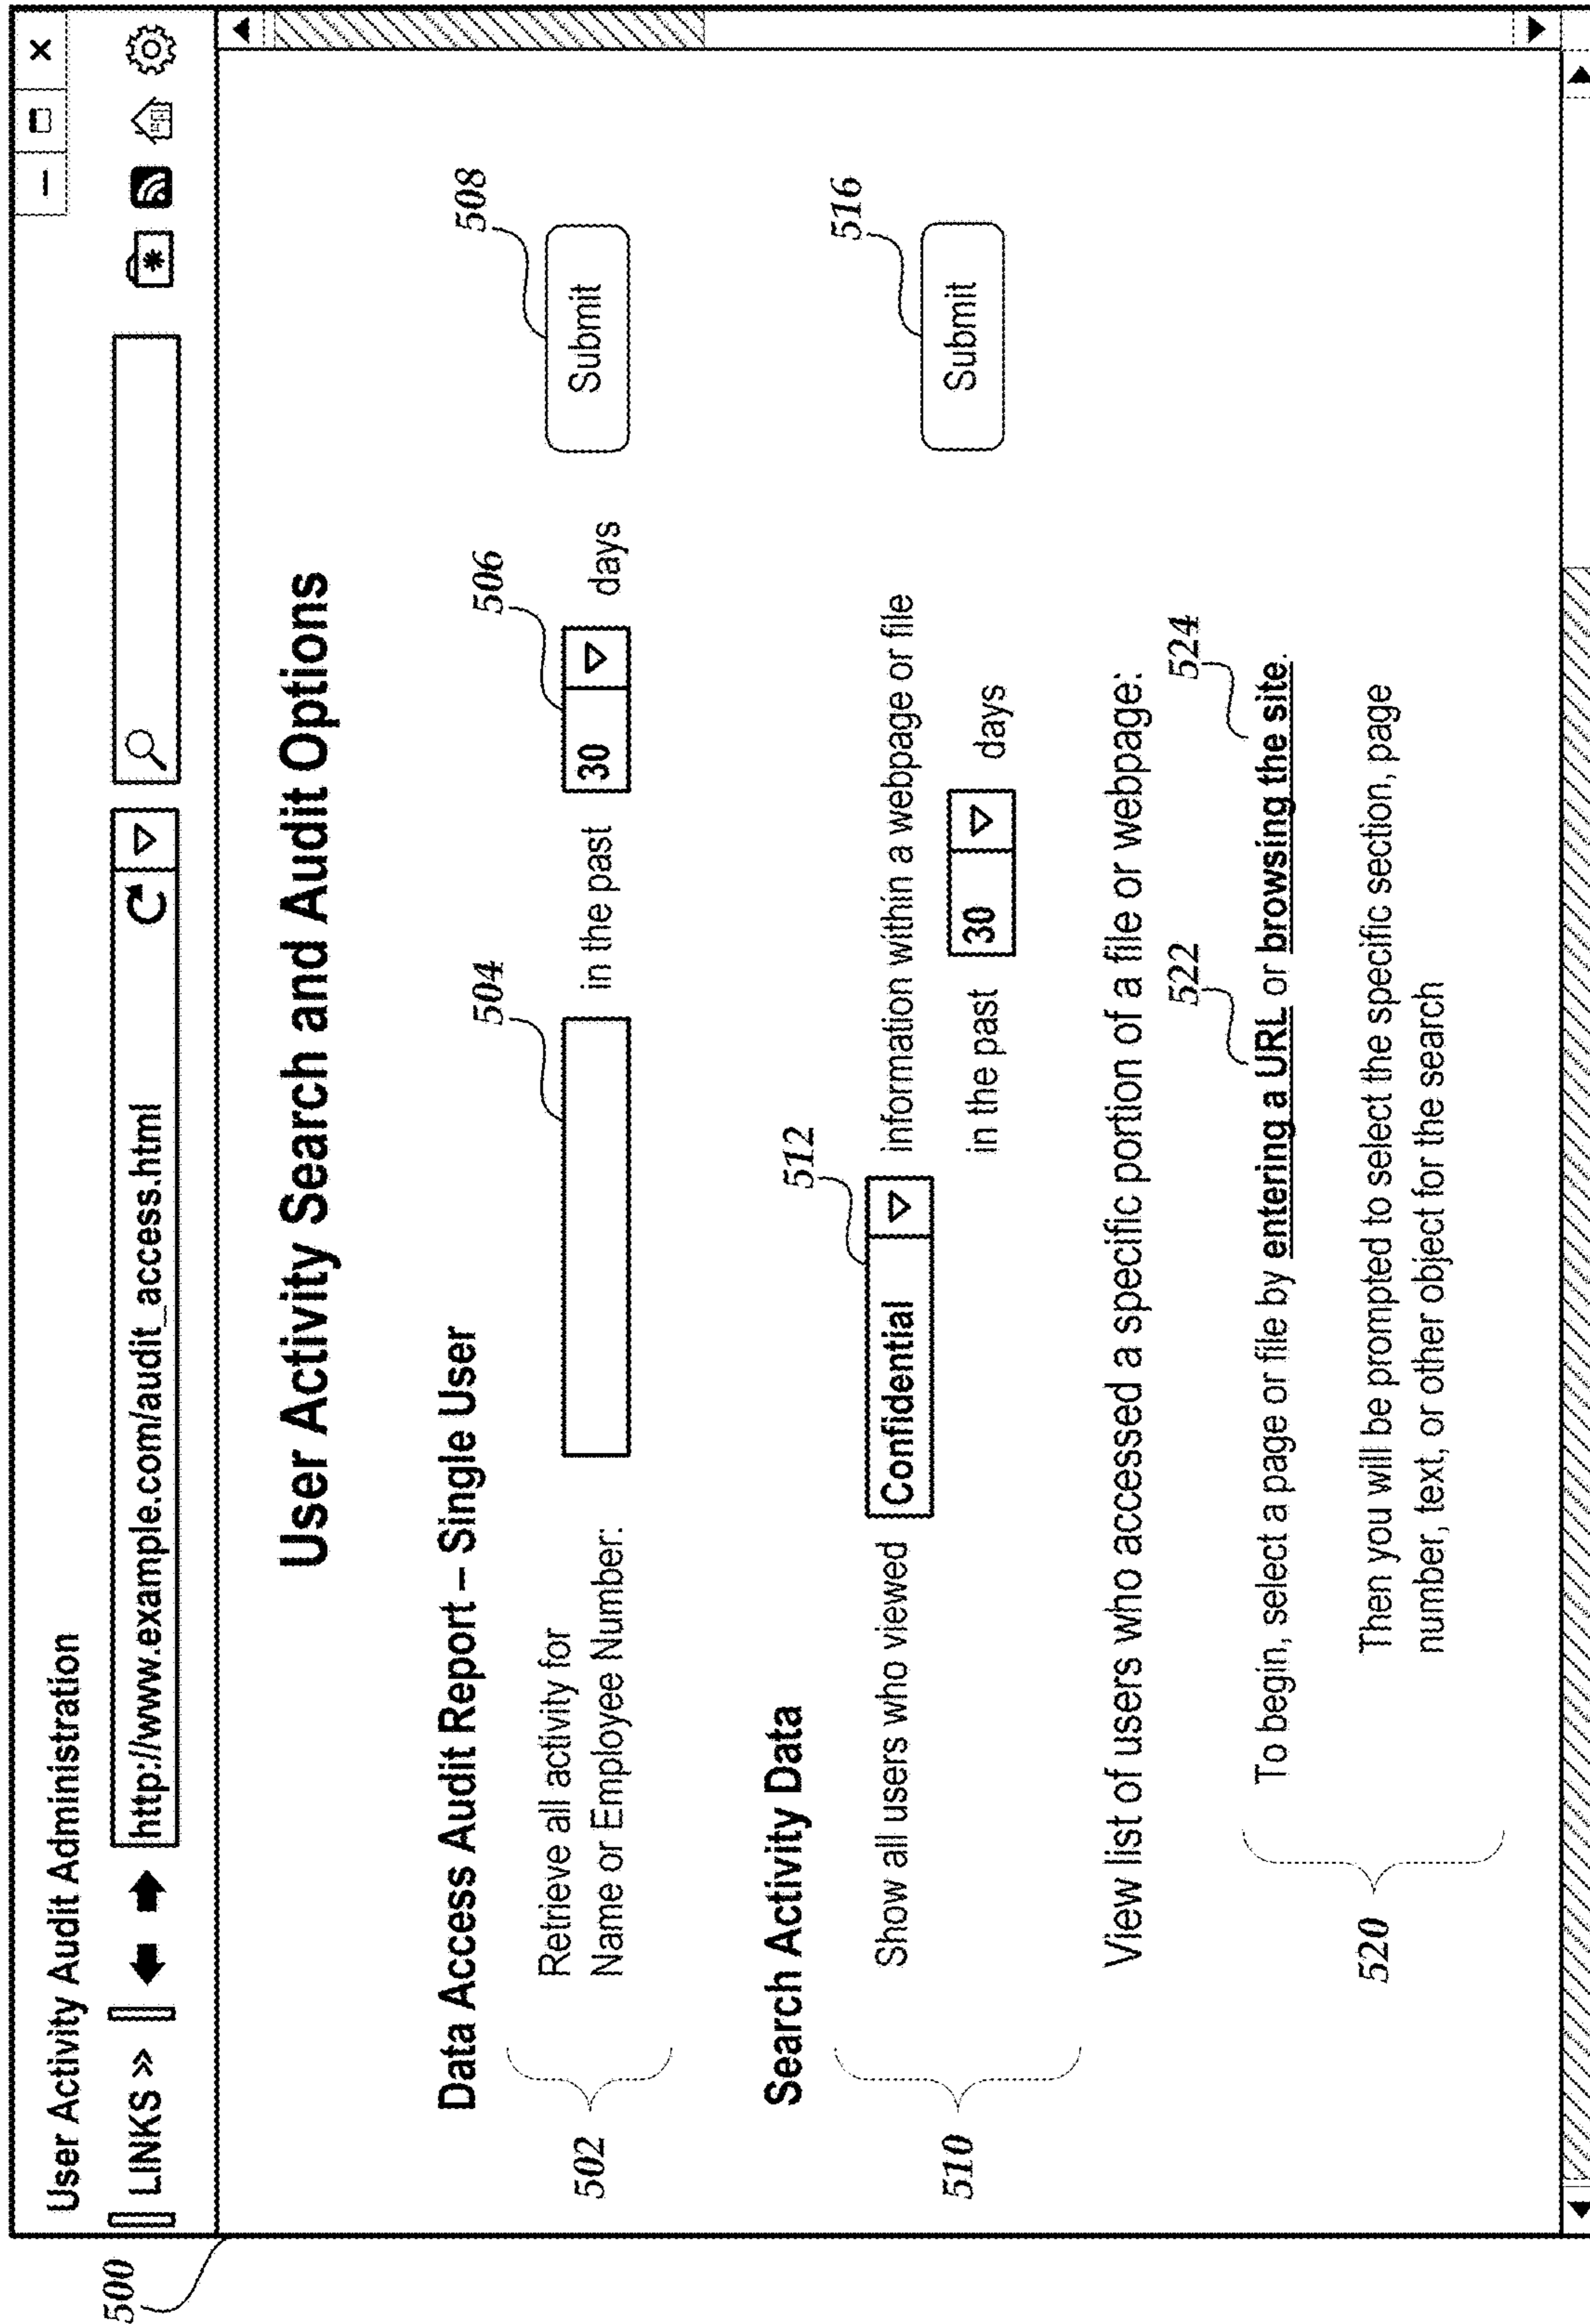 500
User Activity Audit Administration
LINKS »
http://www.example.com/audit_access.html
User Activity Search and Audit Options
Data Access Audit Report – Single User
502
Retrieve all activity for
Name or Employee Number:
504
in the past
506
30
days
508
Submit
Search Activity Data
510
Show all users who viewed
512
Confidential
information within a webpage or file
in the past
30
days
516
Submit
View list of users who accessed a specific portion of a file or webpage:
520
522
524
To begin, select a page or file by entering a URL or browsing the site.
Then you will be prompted to select the specific section, page
number, text, or other object for the search